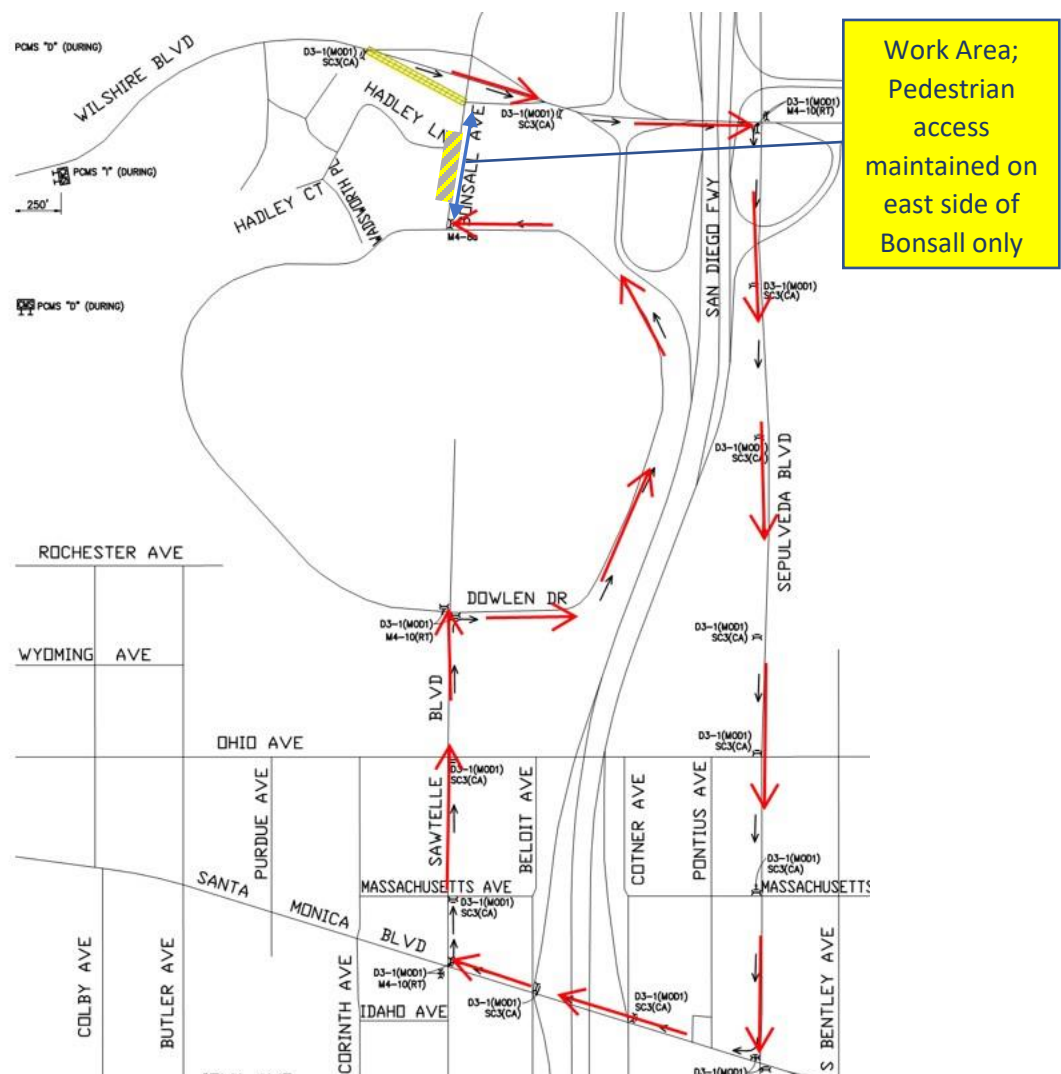 PCMS "D" (DURING)
WILSHIRE BLVD
D3-1(MOD1)
SC3(CA)
HADLEY LN
D3-1(MOD1)
SC3(CA)
D3-1(MOD1)
M4-10(RT)
Work Area;
Pedestrian
access
maintained on
east side of
Bonsall only
PCMS "I" (DURING)
250'
HADLEY CT
WADSWORTH PL
BONSALL AVE
SAN DIEGO FWY
D3-1(MOD1)
SC3(CA)
PCMS "D" (DURING)
D3-1(MOD1)
SC3(CA)
SEPULVEDA BLVD
ROCHESTER AVE
DOWLEN DR
D3-1(MOD1)
M4-10(RT)
D3-1(MOD1)
SC3(CA)
WYOMING AVE
BLVD
OHIO AVE
D3-1(MOD1)
SC3(CA)
D3-1(MOD1)
SC3(CA)
PURDUE AVE
SAWTELLE
BELOIT AVE
COTNER AVE
PONTIUS AVE
D3-1(MOD1)
SC3(CA)
SANTA
MONICA
BLVD
MASSACHUSETTS AVE
MASSACHUSETTS
D3-1(MOD1)
SC3(CA)
COLBY AVE
BUTLER AVE
CORINTH AVE
D3-1(MOD1)
M4-10(RT)
IDAHO AVE
D3-1(MOD1)
SC3(CA)
D3-1(MOD1)
SC3(CA)
S BENTLEY AVE
D3-1(MOD1)